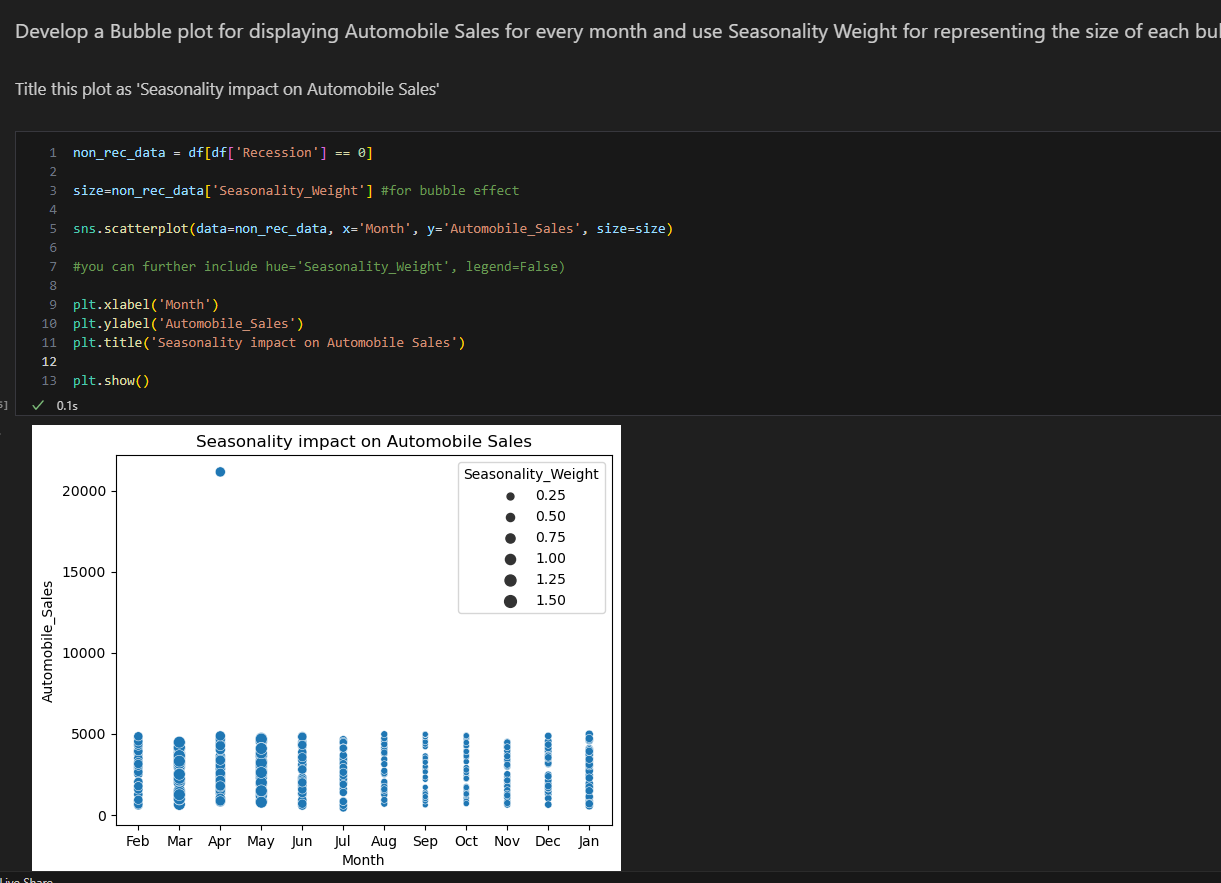 Develop a Bubble plot for displaying Automobile Sales for every month and use Seasonality Weight for representing the size of each
Title this plot as 'Seasonality impact on Automobile Sales'
1 non_rec_data = df[df['Recession'] == 0]
2
3 size=non_rec_data['Seasonality_Weight'] #for bubble effect
4
5 sns.scatterplot(data=non_rec_data, x='Month', y='Automobile_Sales', size=size)
6
7 #you can further include hue='Seasonality_Weight', legend=False)
8
9 plt.xlabel('Month')
10 plt.ylabel('Automobile_Sales')
11 plt.title('Seasonality impact on Automobile Sales')
12
13 plt.show()
0.1s
Seasonality impact on Automobile Sales
Seasonality_Weight
0.25
0.50
0.75
1.00
1.25
1.50
Automobile_Sales
20000
15000
10000
5000
0
Feb Mar Apr May Jun Jul Aug Sep Oct Nov Dec Jan
Month
Live Share